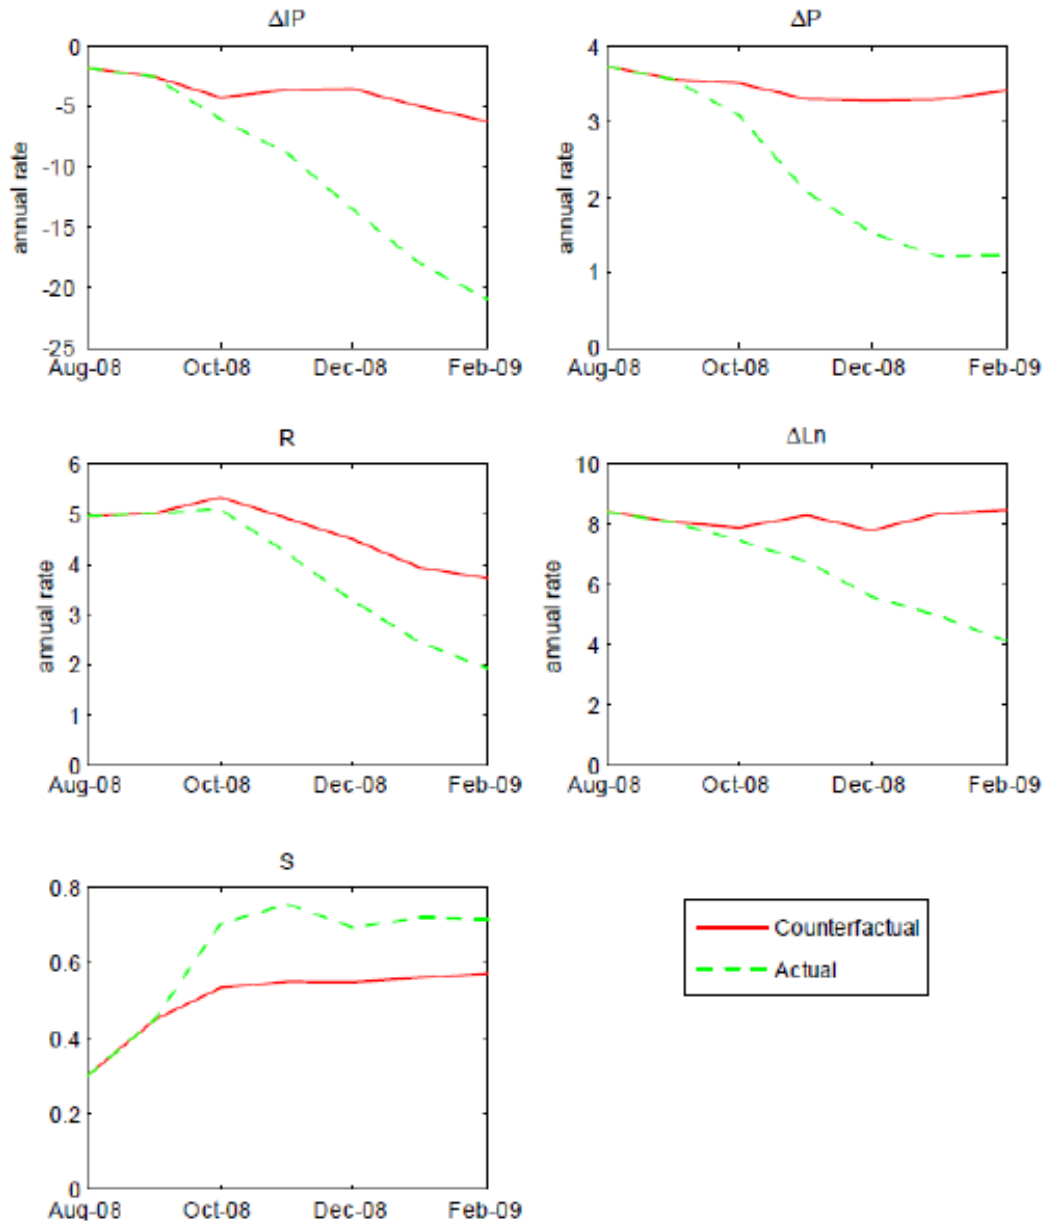 ΔIP
0
-5
-10
-15
-20
-25
annual rate
Aug-08 Oct-08 Dec-08 Feb-09
ΔP
4
3
2
1
0
annual rate
Aug-08 Oct-08 Dec-08 Feb-09
R
6
5
4
3
2
1
0
annual rate
Aug-08 Oct-08 Dec-08 Feb-09
ΔLn
10
8
6
4
2
0
annual rate
Aug-08 Oct-08 Dec-08 Feb-09
S
0.8
0.6
0.4
0.2
0
Aug-08 Oct-08 Dec-08 Feb-09
Counterfactual
Actual